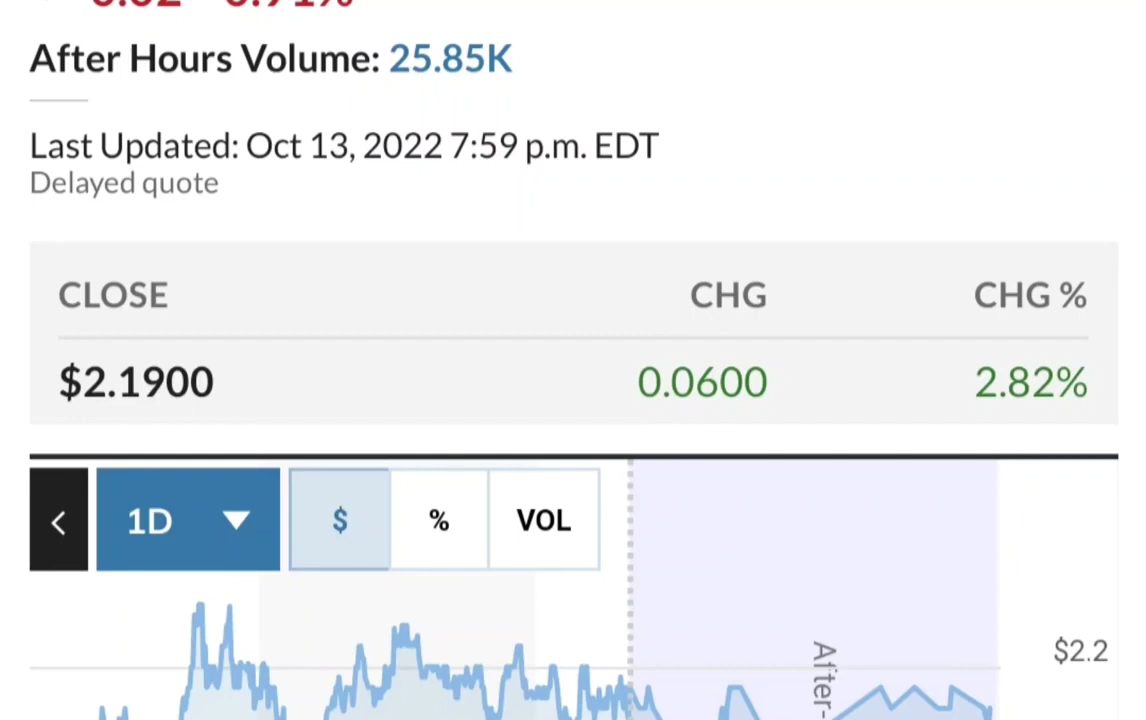 After Hours Volume: 25.85K
Last Updated: Oct 13, 2022 7:59 p.m. EDT
Delayed quote
CLOSE CHG CHG %
$2.1900 0.0600 2.82%
1D $ % VOL
$2.2
After-